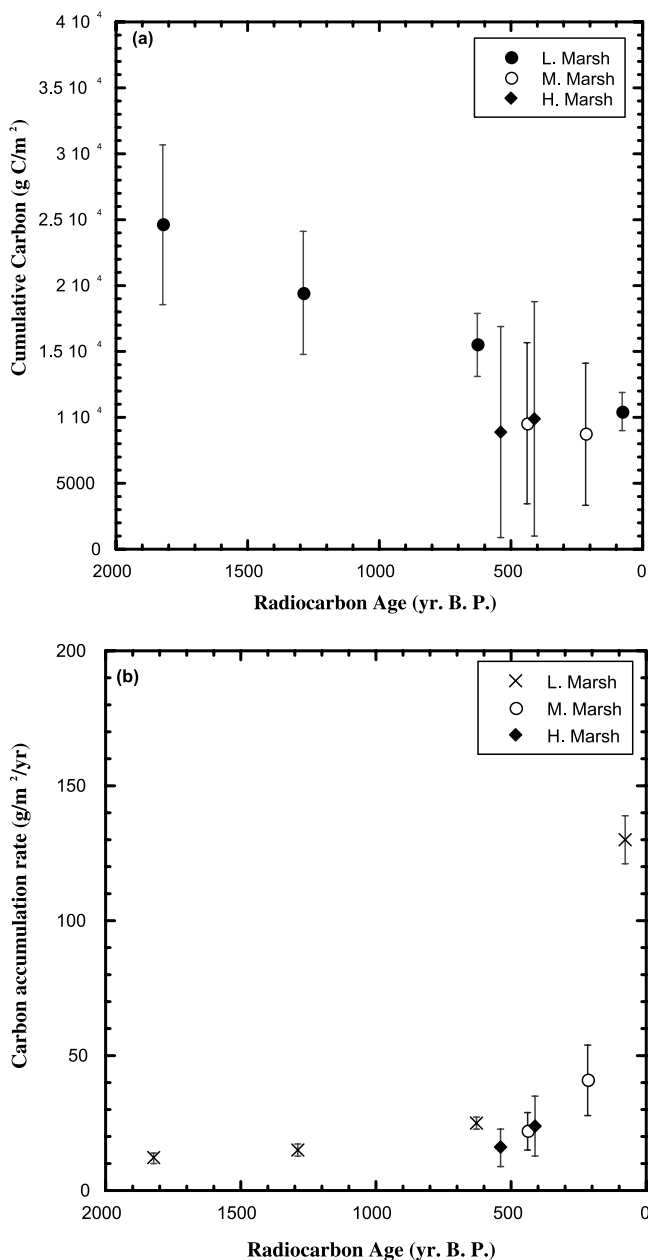 (a)
4 10 ⁴
3.5 10 ⁴
3 10 ⁴
2.5 10 ⁴
2 10 ⁴
1.5 10 ⁴
1 10 ⁴
5000
0
Cumulative Carbon (g C/m ²)
L. Marsh
M. Marsh
H. Marsh
2000 1500 1000 500 0
Radiocarbon Age (yr. B. P.)
(b)
200
150
100
50
0
Carbon accumulation rate (g/m ²/yr)
L. Marsh
M. Marsh
H. Marsh
2000 1500 1000 500 0
Radiocarbon Age (yr. B. P.)